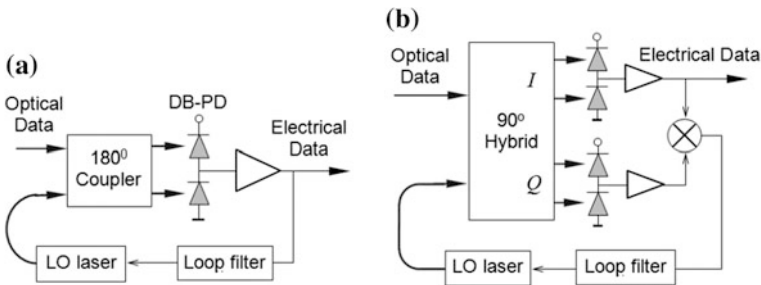 (a)
Optical
Data
180⁰
Coupler
DB-PD
Electrical
Data
LO laser
Loop filter
(b)
Optical
Data
90º
Hybrid
I
Q
Electrical Data
LO laser
Loop filter